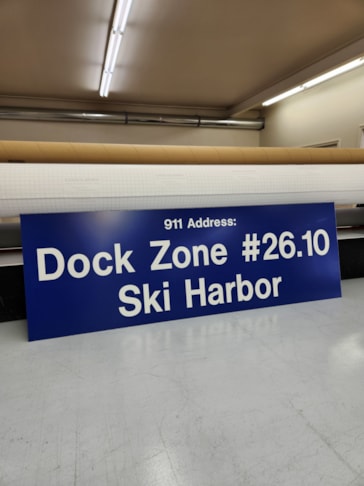 911 Address:
Dock Zone #26.10
Ski Harbor